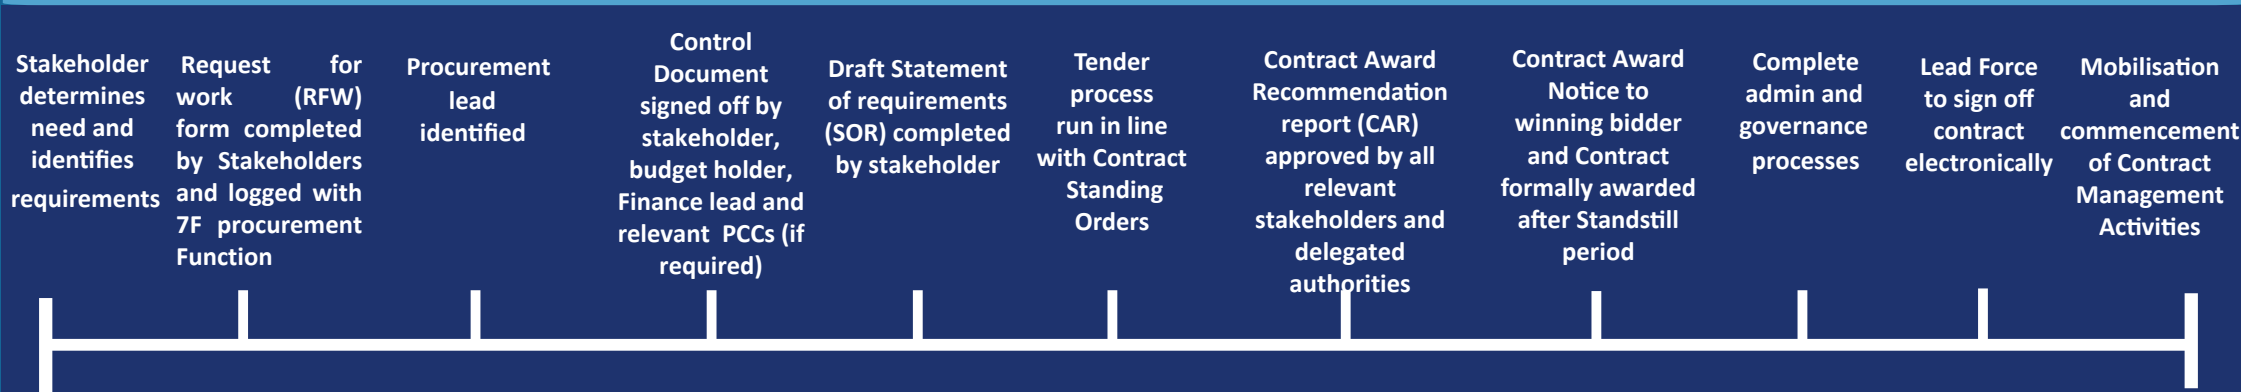 Stakeholder
determines
need and
identifies
requirements
Request for
work (RFW)
form completed
by Stakeholders
and logged with
7F procurement
Function
Procurement
lead
identified
Control
Document
signed off by
stakeholder,
budget holder,
Finance lead and
relevant PCCs (if
required)
Draft Statement
of requirements
(SOR) completed
by stakeholder
Tender
process
run in line
with Contract
Standing
Orders
Contract Award
Recommendation
report (CAR)
approved by all
relevant
stakeholders and
delegated
authorities
Contract Award
Notice to
winning bidder
and Contract
formally awarded
after Standstill
period
Complete
admin and
governance
processes
Lead Force
to sign off
contract
electronically
Mobilisation
and
commencement
of Contract
Management
Activities